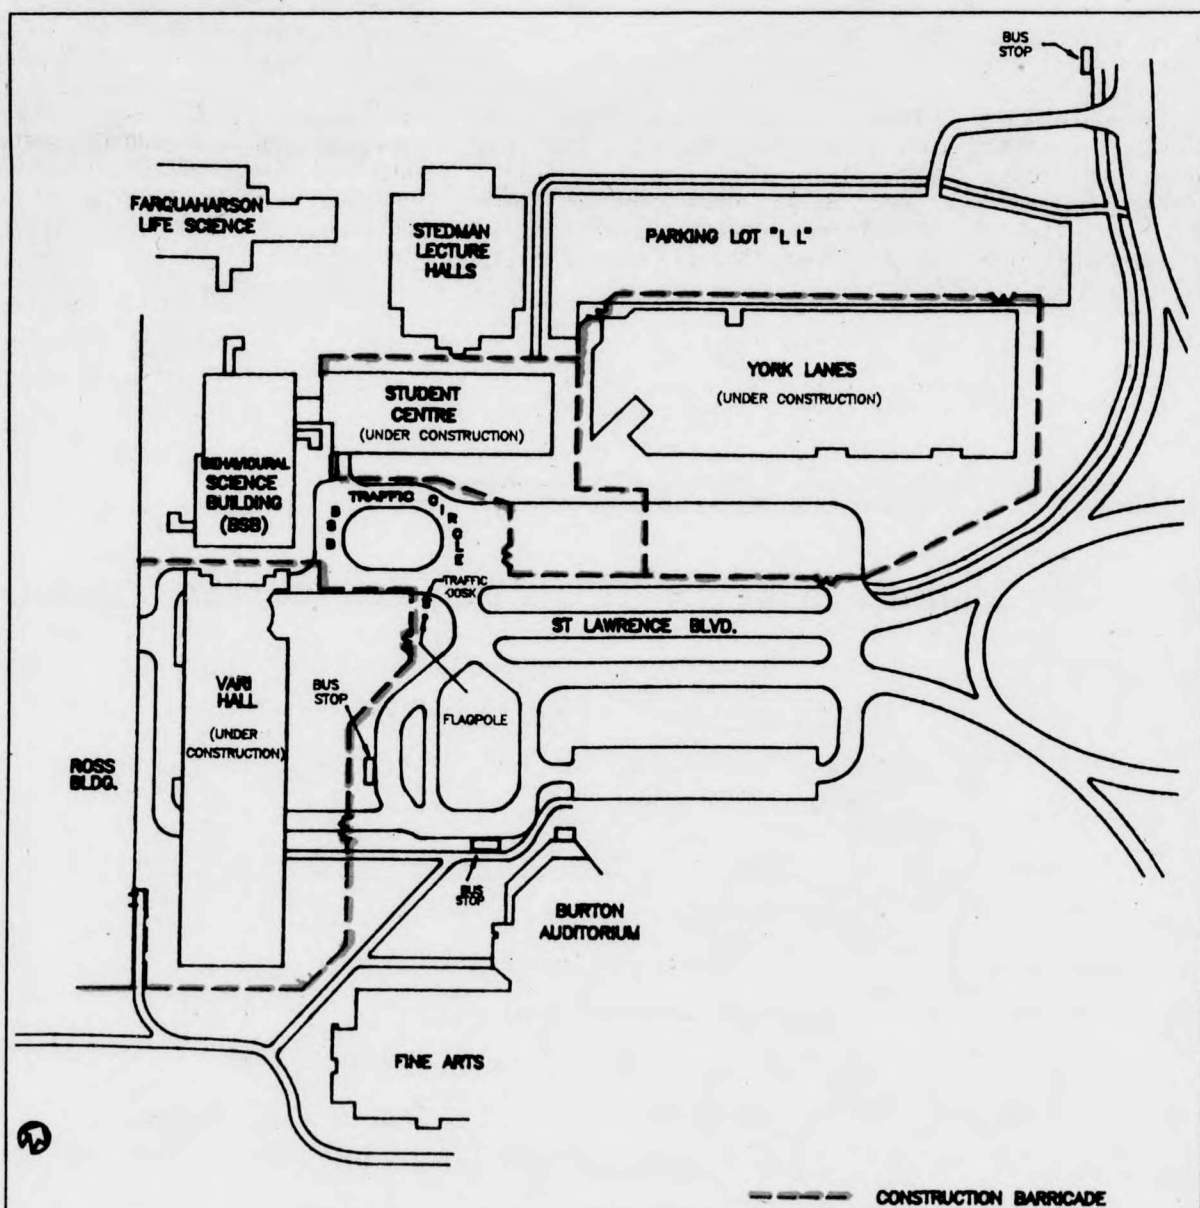 BUS
STOP
FARQUAHARSON
LIFE SCIENCE
STEDMAN
LECTURE
HALLS
PARKING LOT "L L"
YORK LANES
(UNDER CONSTRUCTION)
STUDENT
CENTRE
(UNDER CONSTRUCTION)
BEHAVIOURAL
SCIENCE
BUILDING
(BSB)
BSB
TRAFFIC
CIRCLE
TRAFFIC
KIOSK
ST LAWRENCE BLVD.
VARI
HALL
(UNDER
CONSTRUCTION)
BUS
STOP
FLAGPOLE
ROSS
BLDG.
BUS
STOP
BURTON
AUDITORIUM
FINE ARTS
CONSTRUCTION BARRICADE